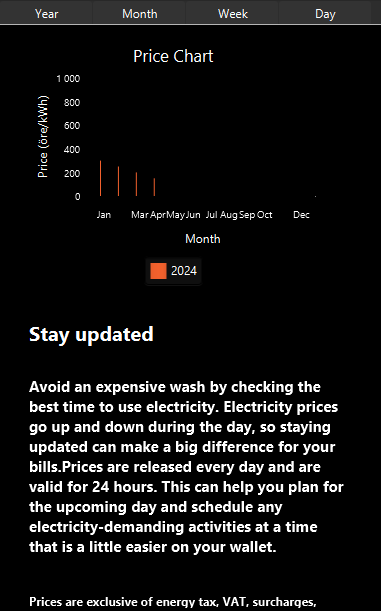 Year Month Week Day
Price Chart
1 000
800
600
400
200
0
Price (öre/kWh)
Jan Mar Apr May Jun Jul Aug Sep Oct Dec
Month
2024
Stay updated
Avoid an expensive wash by checking the
best time to use electricity. Electricity prices
go up and down during the day, so staying
updated can make a big difference for your
bills.Prices are released every day and are
valid for 24 hours. This can help you plan for
the upcoming day and schedule any
electricity-demanding activities at a time
that is a little easier on your wallet.
Prices are exclusive of energy tax, VAT, surcharges,